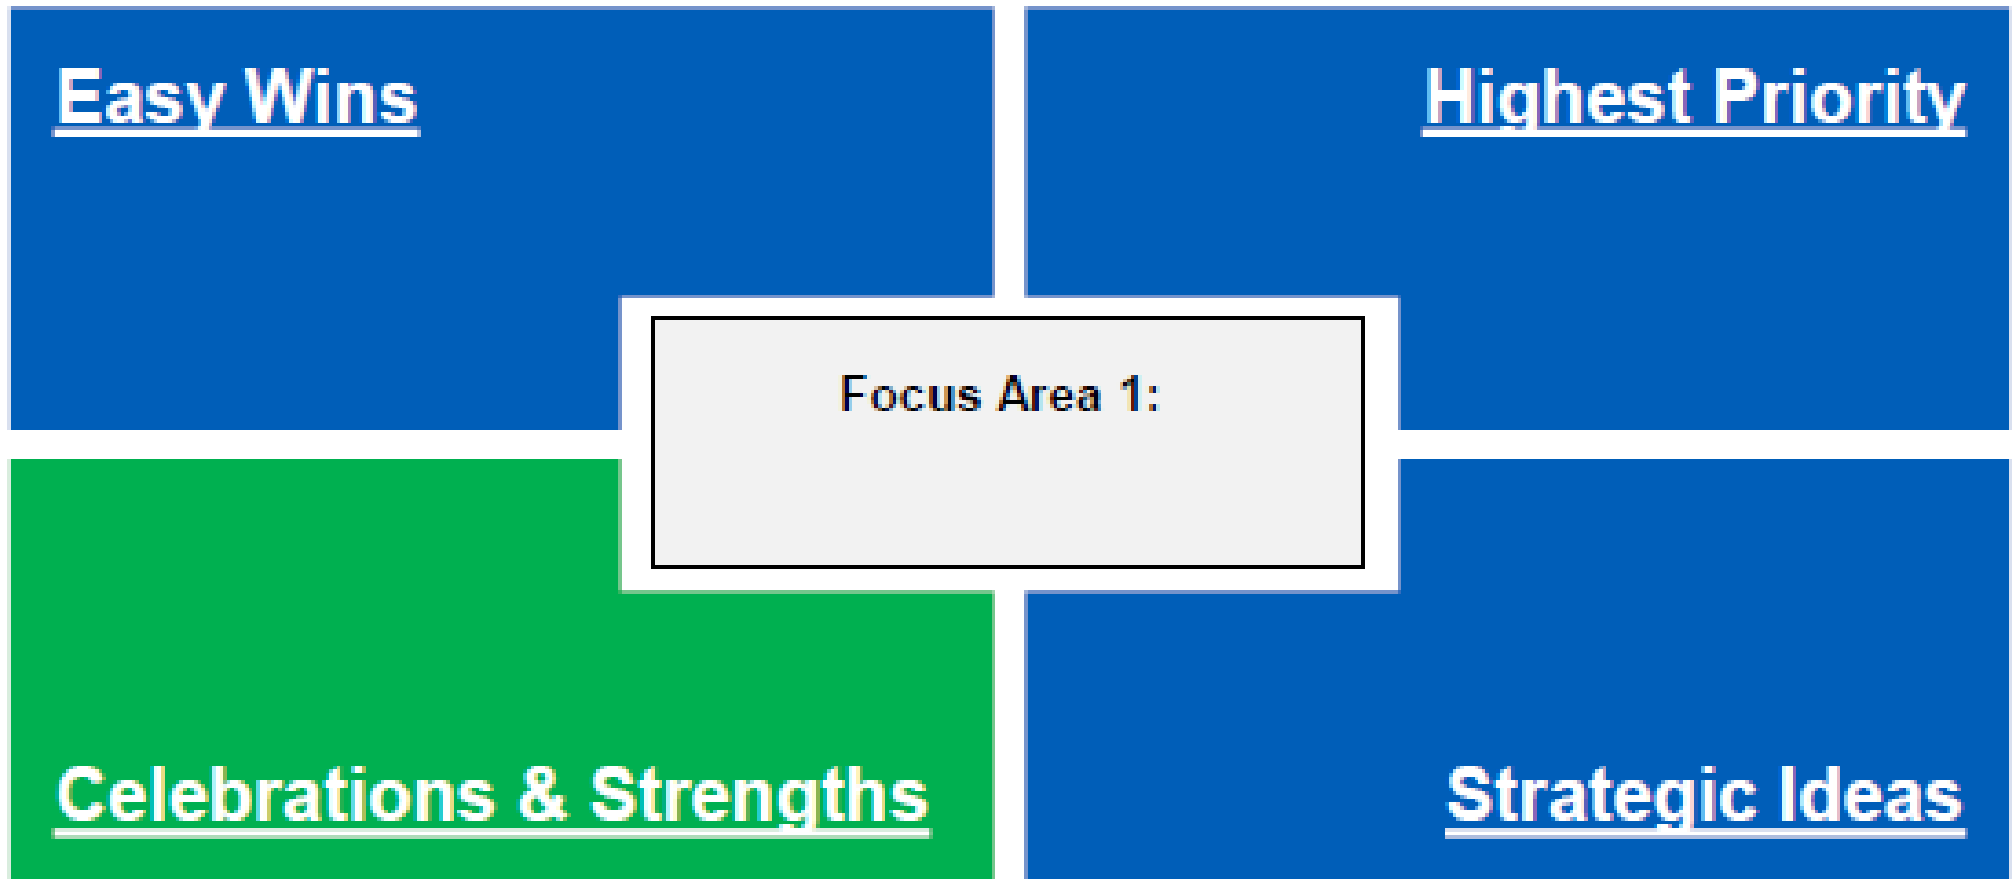 Easy Wins
Highest Priority
Focus Area 1:
Celebrations & Strengths
Strategic Ideas